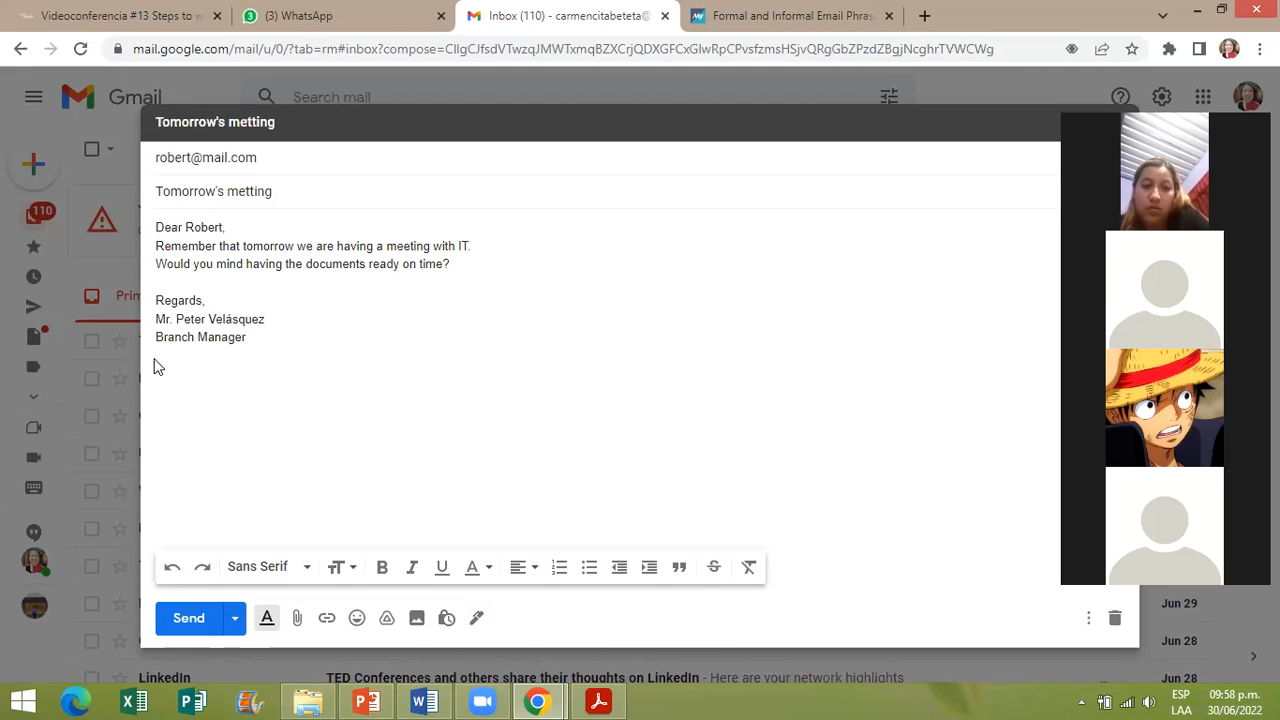 Videoconferencia #13 Steps to w
(3) WhatsApp
Inbox (110) - carmencitabeteta@
Formal and Informal Email Phras
mail.google.com/mail/u/0/?tab=rm#inbox?compose=CllgCJfsdVTwzqJMWTxmqBZXCrjQDXGFCxGlwRpCPvsfzmsHSjvQRgGbZPzdZBgjNcghrTVWCWg
Gmail
Search mail
Tomorrow's metting
robert@mail.com
Tomorrow's metting
Dear Robert,
Remember that tomorrow we are having a meeting with IT.
Would you mind having the documents ready on time?
Regards,
Mr. Peter Velásquez
Branch Manager
110
Prim
Sans Serif
Send
Jun 29
Jun 28
LinkedIn
TED Conferences and others share their thoughts on LinkedIn - Here are your network highlights
Jun 28
ESP
LAA
09:58 p.m.
30/06/2022